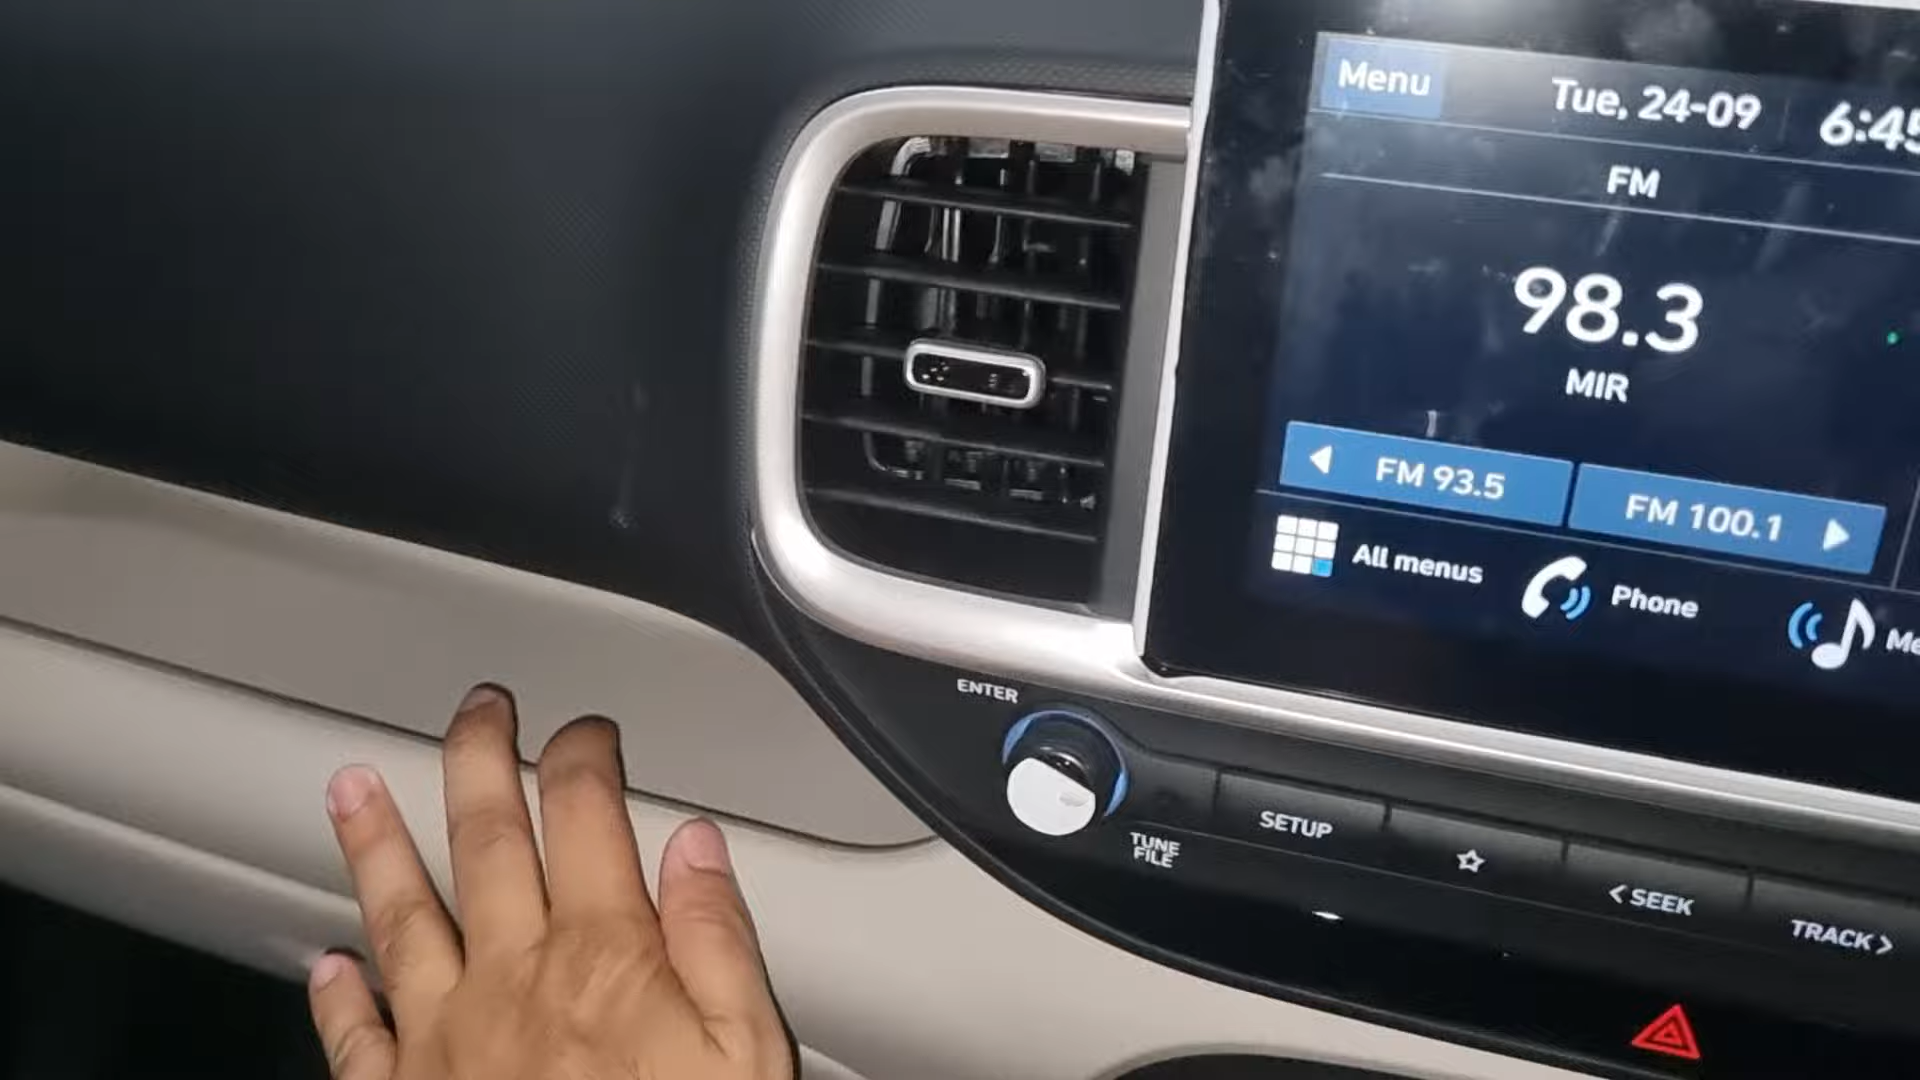 Menu
Tue, 24-09
6:45
FM
98.3
MIR
FM 93.5
FM 100.1
All menus
Phone
ENTER
TUNE
FILE
SETUP
SEEK
TRACK